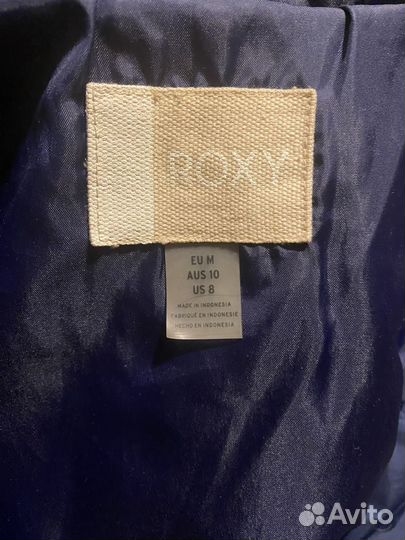 ROXY
EU M
AUS 10
US 8
MADE IN INDONESIA
FABRIQUÉ EN INDONESIE
HECHO EN INDONESIA
Avito